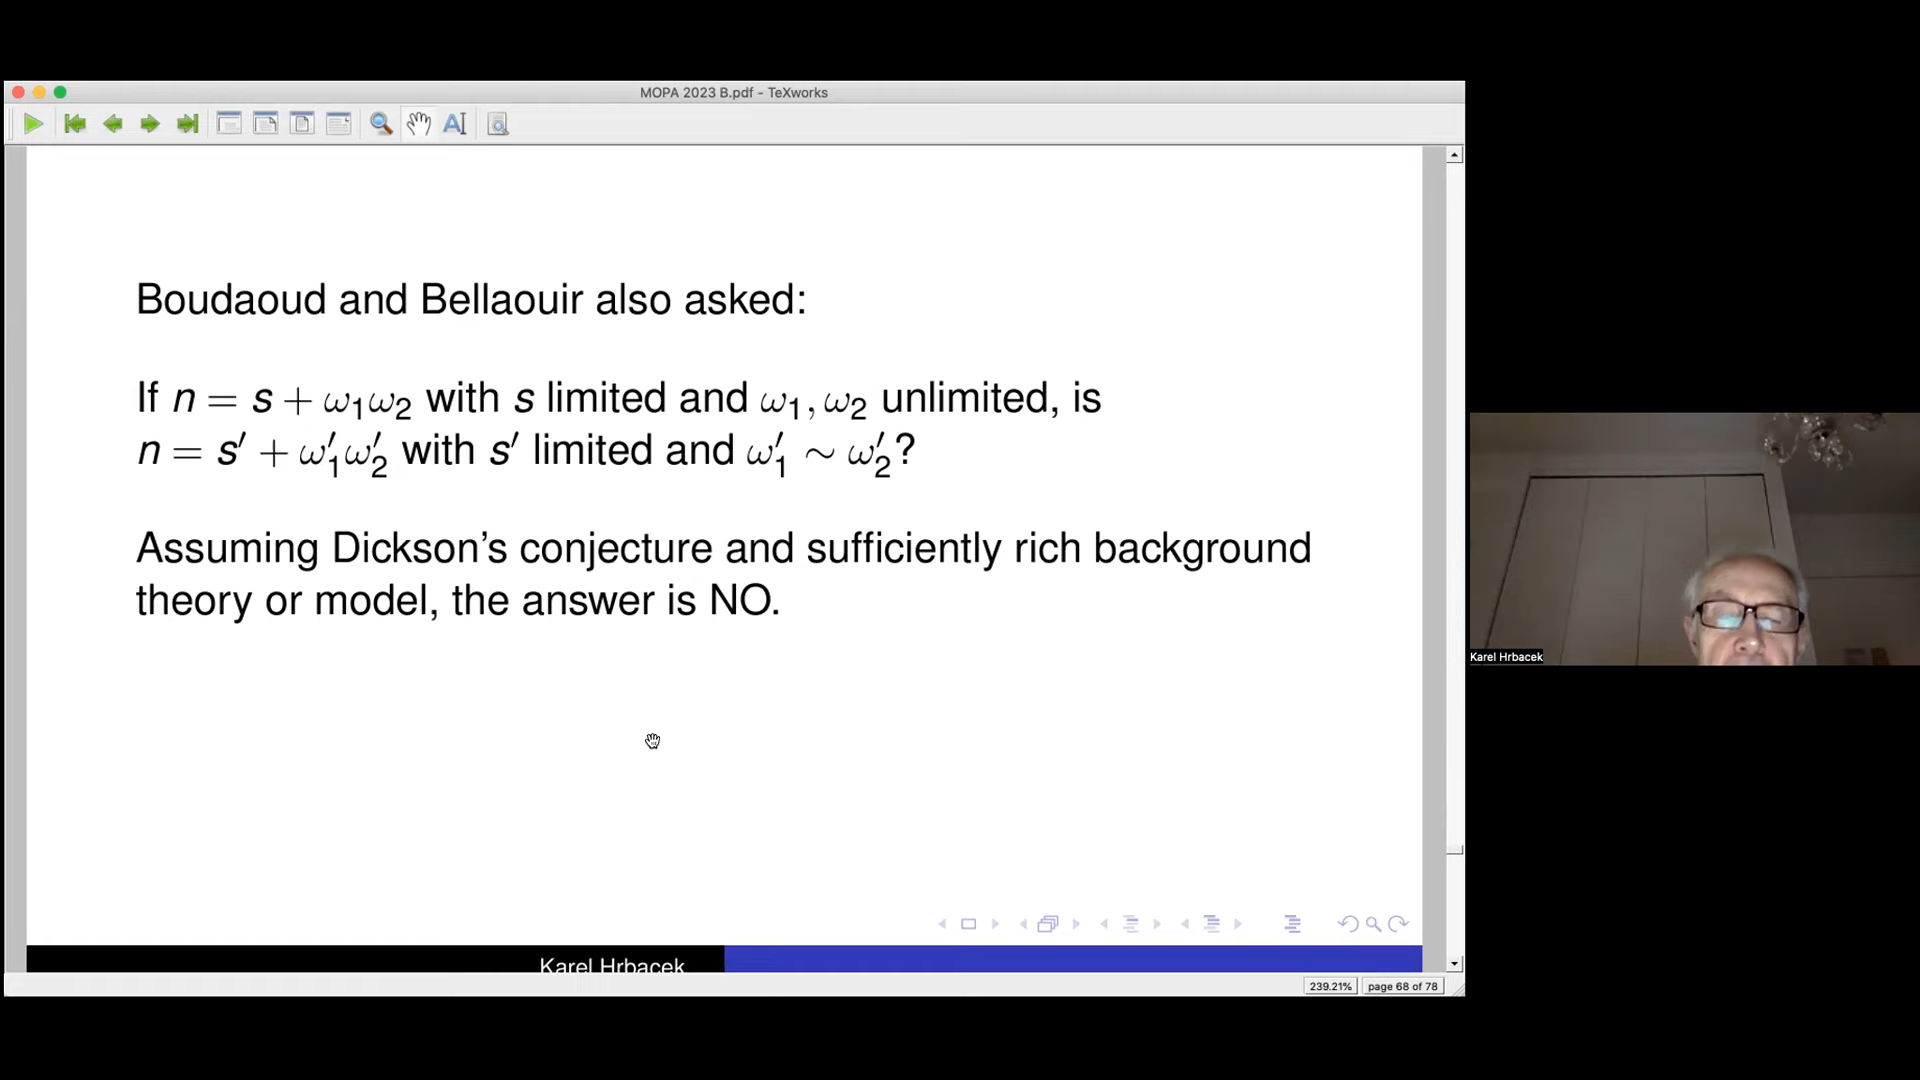 MOPA 2023 B.pdf - TeXworks
Boudaoud and Bellaouir also asked:
If n = s + ω₁ω₂ with s limited and ω₁, ω₂ unlimited, is
n = s′ + ω′₁ω′₂ with s′ limited and ω′₁ ∼ ω′₂?
Assuming Dickson's conjecture and sufficiently rich background
theory or model, the answer is NO.
Karel Hrbacek
239.21% page 68 of 78
Karel Hrbacek